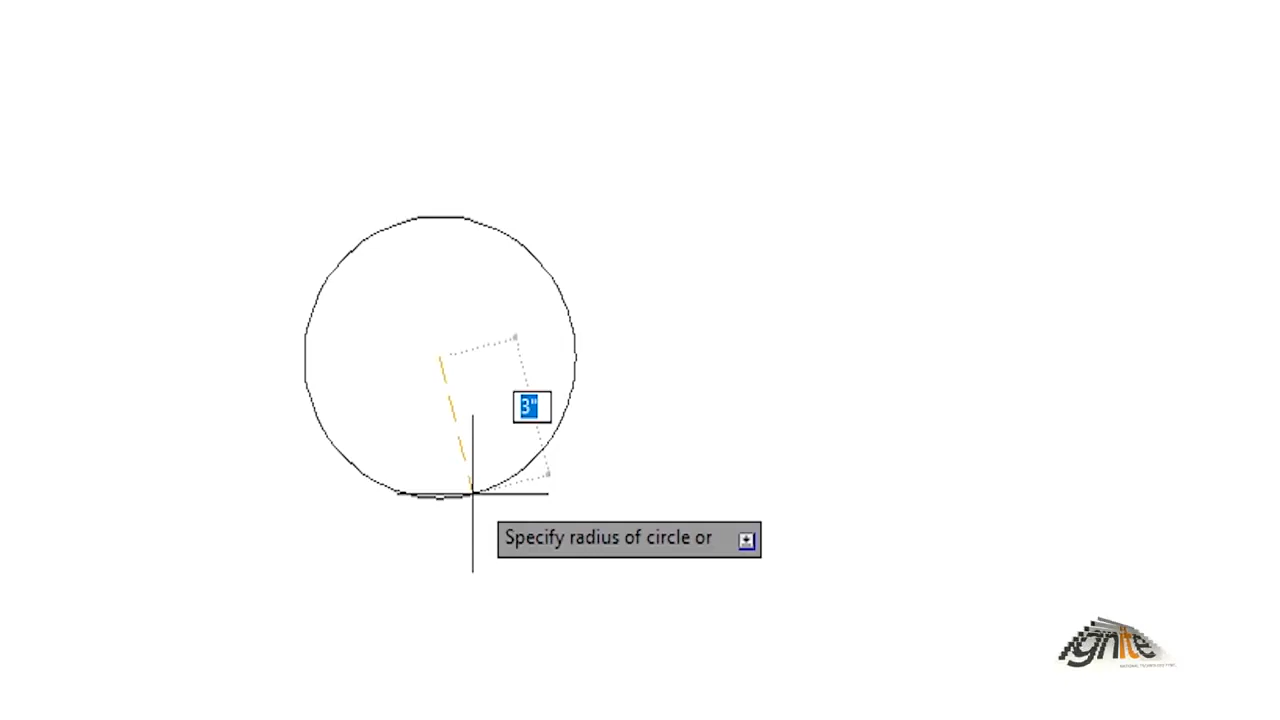 3"
Specify radius of circle or
ignite